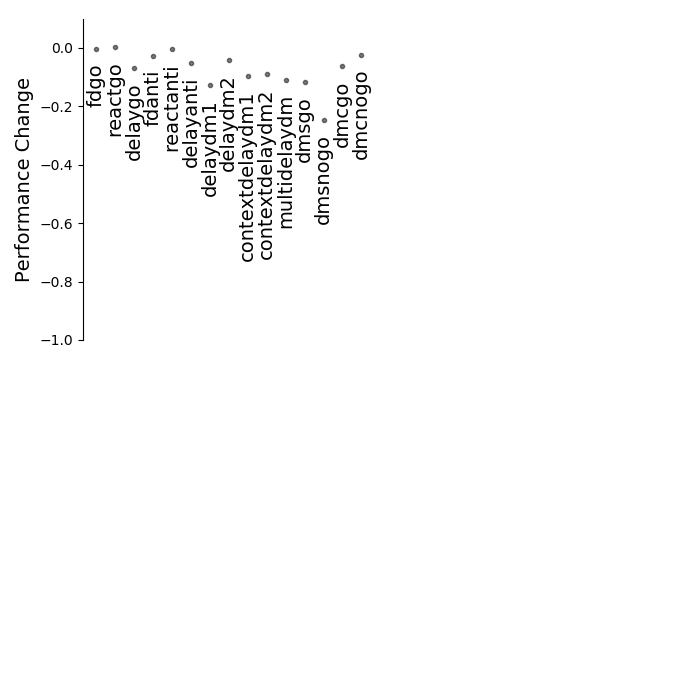 Performance Change
0.0
−0.2
−0.4
−0.6
−0.8
−1.0
fdgo
reactgo
delaygo
fdanti
reactanti
delayanti
delaydm1
delaydm2
contextdelaydm1
contextdelaydm2
multidelaydm
dmsgo
dmsnogo
dmcgo
dmcnogo